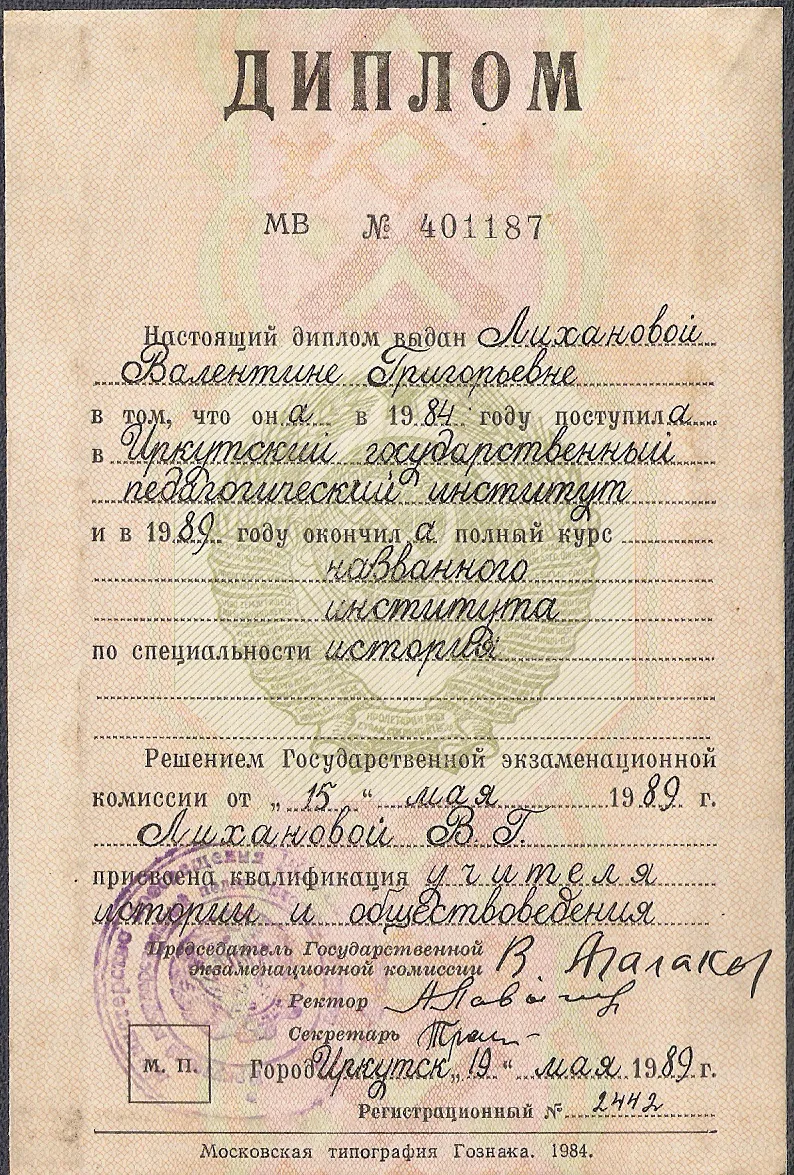 ДИПЛОМ
МВ № 401187
Настоящий диплом выдан Лихановой
Валентине Григорьевне
в том, что она в 1984 году поступила
в Иркутский государственный
педагогический институт
и в 1989 году окончила полный курс
названного
института
по специальности история
Решением Государственной экзаменационной
комиссии от „15“ мая 1989 г.
Лихановой В. Г.
присвоена квалификация учителя
истории и обществоведения
Председатель Государственной
экзаменационной комиссии В.
Ректор
Секретарь
М. П.
Город Иркутск „19“ мая 1989 г.
Регистрационный № 2442
Московская типография Гознака. 1984.